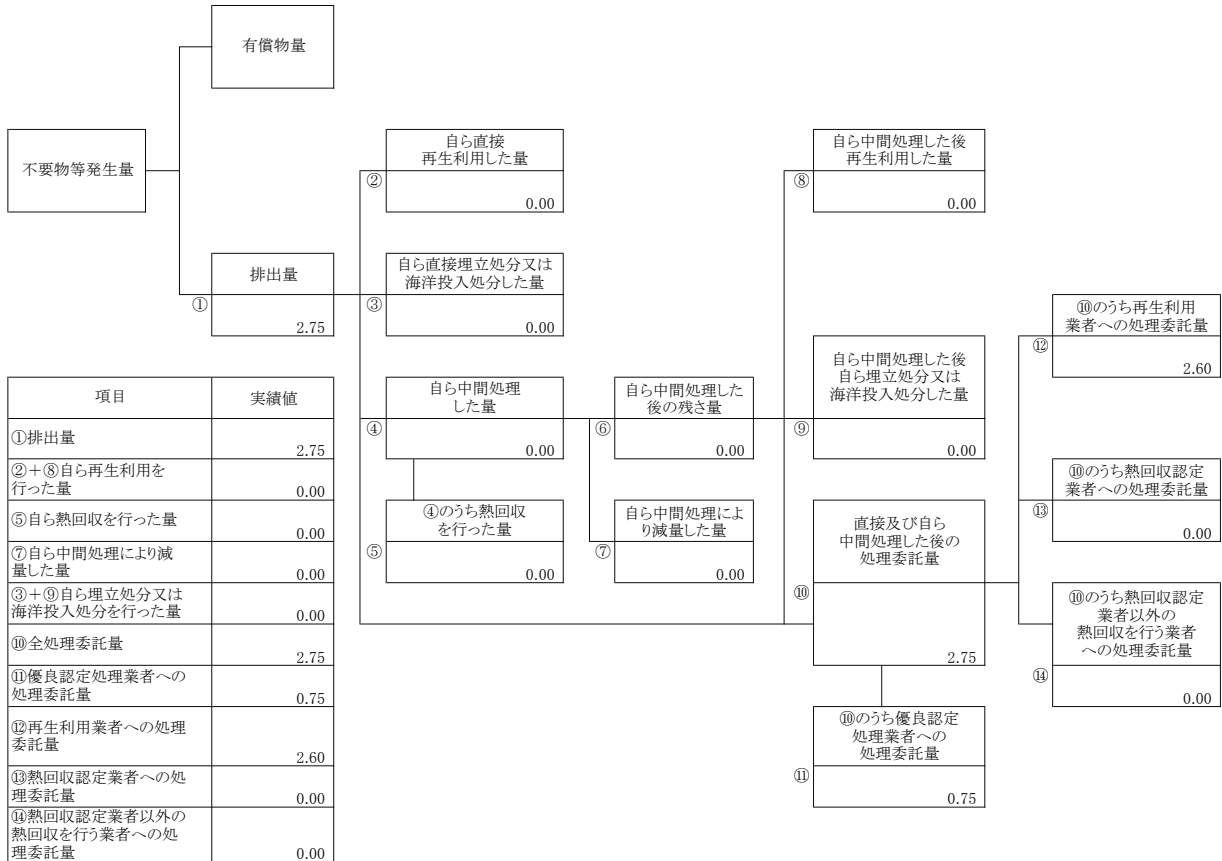 有償物量
不要物等発生量
排出量
①
2.75
自ら直接
再生利用した量
②
0.00
自ら直接埋立処分又は
海洋投入処分した量
③
0.00
自ら中間処理
した量
④
0.00
④のうち熱回収
を行った量
⑤
0.00
自ら中間処理した
後の残さ量
⑥
0.00
自ら中間処理によ
り減量した量
⑦
0.00
自ら中間処理した後
再生利用した量
⑧
0.00
自ら中間処理した後
自ら埋立処分又は
海洋投入処分した量
⑨
0.00
直接及び自ら
中間処理した後の
処理委託量
⑩
2.75
⑩のうち優良認定
処理業者への
処理委託量
⑪
0.75
⑩のうち再生利用
業者への処理委託量
⑫
2.60
⑩のうち熱回収認定
業者への処理委託量
⑬
0.00
⑩のうち熱回収認定
業者以外の
熱回収を行う業者
への処理委託量
⑭
0.00
項目 実績値
①排出量 2.75
②+⑧自ら再生利用を
行った量 0.00
⑤自ら熱回収を行った量 0.00
⑦自ら中間処理により減
量した量 0.00
③+⑨自ら埋立処分又は
海洋投入処分を行った量 0.00
⑩全処理委託量 2.75
⑪優良認定処理業者への
処理委託量 0.75
⑫再生利用業者への処理
委託量 2.60
⑬熱回収認定業者への処
理委託量 0.00
⑭熱回収認定業者以外の
熱回収を行う業者への処
理委託量 0.00